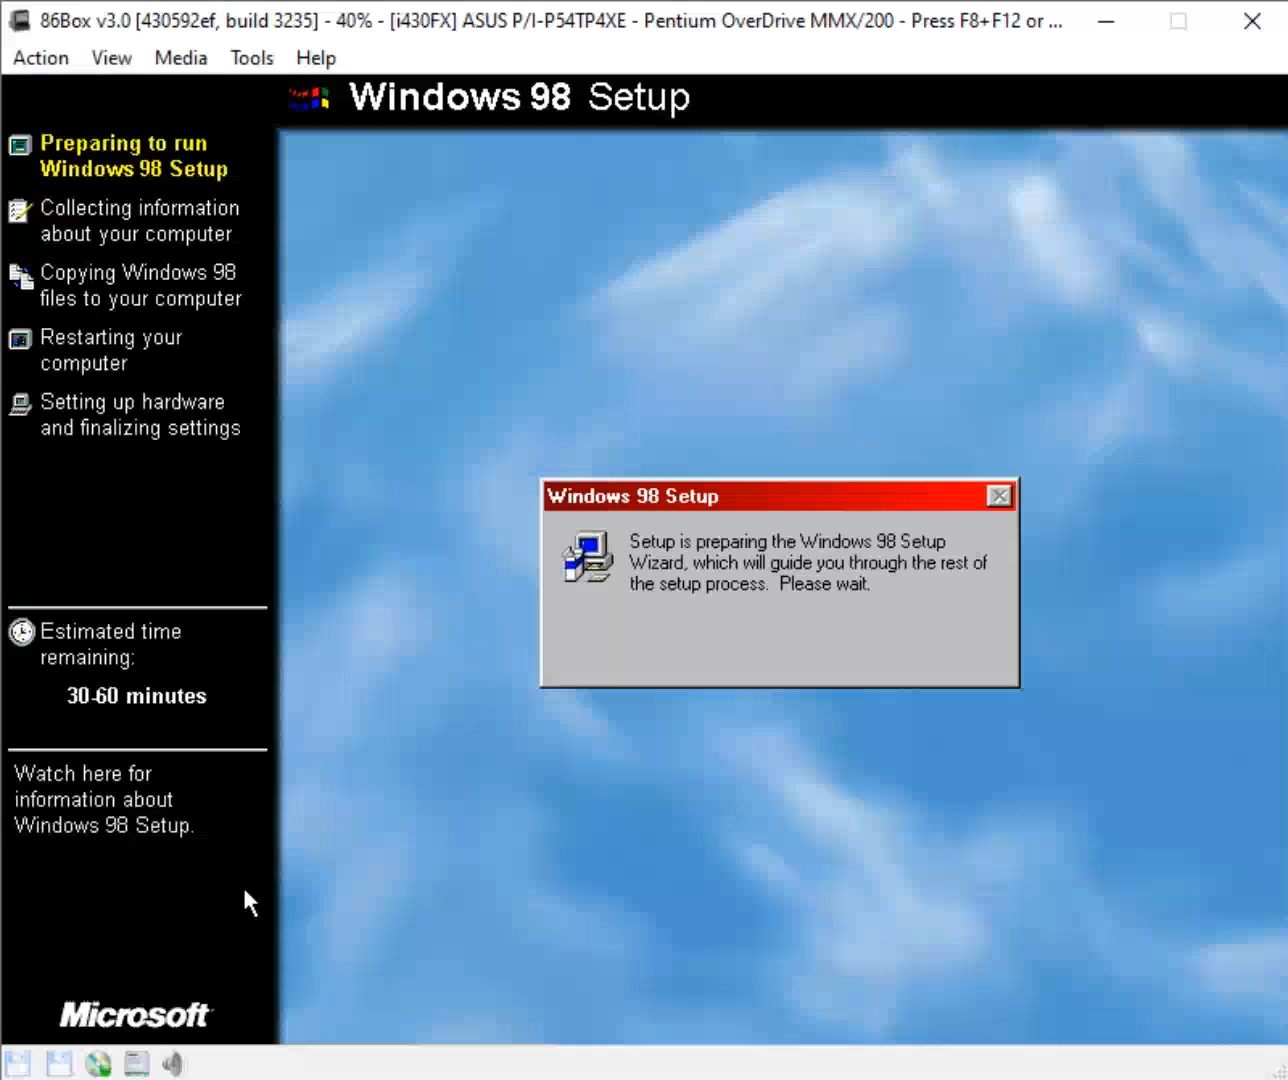 86Box v3.0 [430592ef, build 3235] - 40% - [i430FX] ASUS P/I-P54TP4XE - Pentium OverDrive MMX/200 - Press F8+F12 or ...
Action View Media Tools Help
Windows 98 Setup
Preparing to run
Windows 98 Setup
Collecting information
about your computer
Copying Windows 98
files to your computer
Restarting your
computer
Setting up hardware
and finalizing settings
Windows 98 Setup
Setup is preparing the Windows 98 Setup
Wizard, which will guide you through the rest of
the setup process. Please wait.
Estimated time
remaining:
30-60 minutes
Watch here for
information about
Windows 98 Setup.
Microsoft